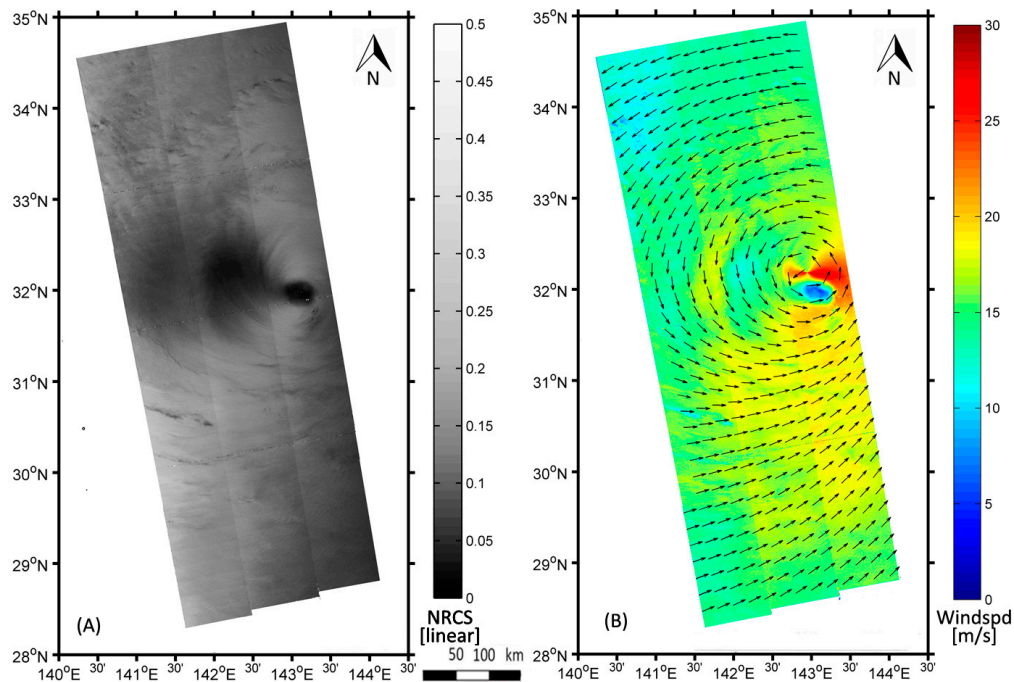 35°N
34°N
33°N
32°N
31°N
30°N
29°N
28°N
140°E 30' 141°E 30' 142°E 30' 143°E 30' 144°E
N
(A)
0.5
0.45
0.4
0.35
0.3
0.25
0.2
0.15
0.1
0.05
0
NRCS
[linear]
50 100 km
35°N
34°N
33°N
32°N
31°N
30°N
29°N
28°N
140°E 30' 141°E 30' 142°E 30' 143°E 30' 144°E
N
(B)
30
25
20
15
10
5
0
Windspd
[m/s]